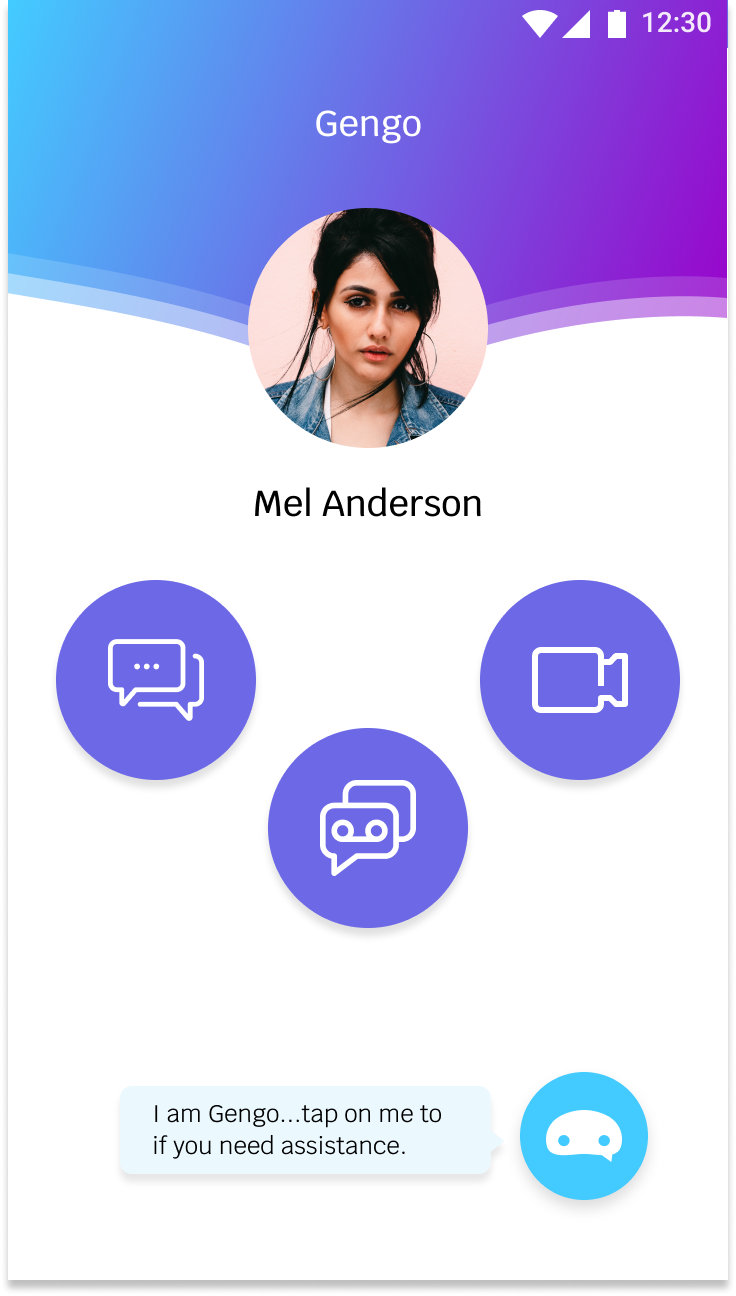 12:30
Gengo
Mel Anderson
I am Gengo...tap on me to
if you need assistance.